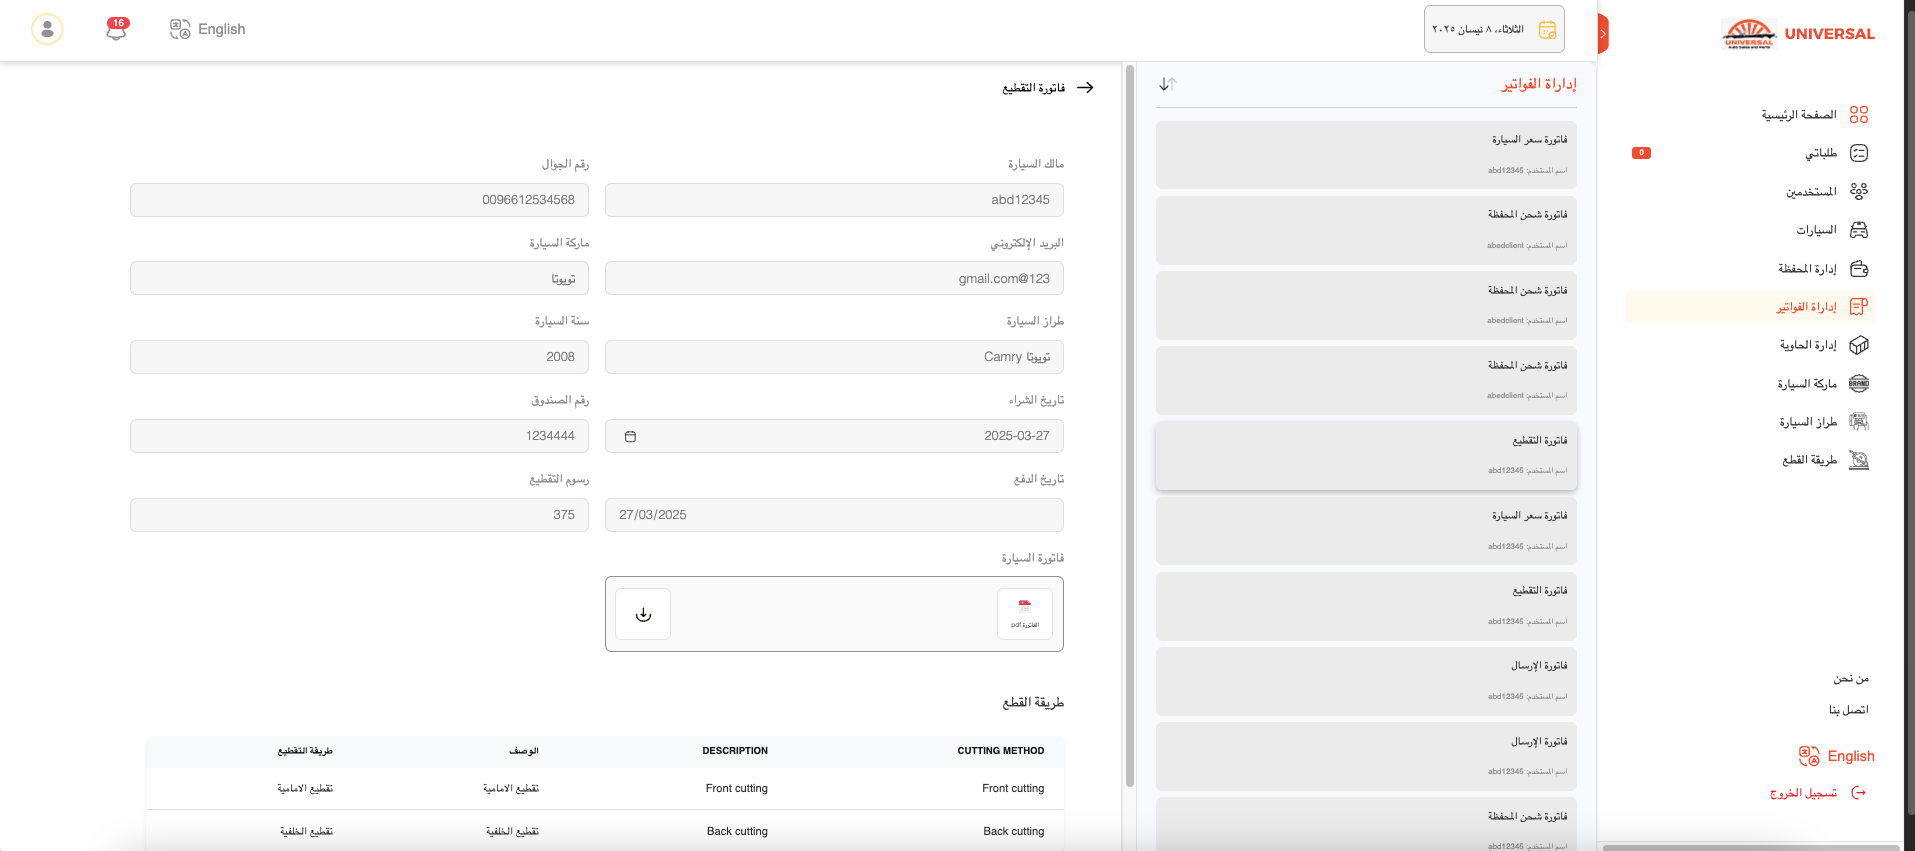 UNIVERSAL
UNIVERSAL
الثلاثاء، ٨ نيسان ٢٠٢٥
English
16
الصفحة الرئيسية
طلباتي
0
المستخدمين
السيارات
إدارة المحفظة
إداراة الفواتير
إدارة الحاوية
ماركة السيارة
طراز السيارة
طريقة القطع
من نحن
اتصل بنا
English
تسجيل الخروج
إداراة الفواتير
فاتورة سعر السيارة
اسم المستخدم: abd12345
فاتورة شحن المحفظة
اسم المستخدم: abedclient
فاتورة شحن المحفظة
اسم المستخدم: abedclient
فاتورة شحن المحفظة
اسم المستخدم: abedclient
فاتورة التقطيع
اسم المستخدم: abd12345
فاتورة سعر السيارة
اسم المستخدم: abd12345
فاتورة التقطيع
اسم المستخدم: abd12345
فاتورة الإرسال
اسم المستخدم: abd12345
فاتورة الإرسال
اسم المستخدم: abd12345
فاتورة شحن المحفظة
اسم المستخدم: abd12345
فاتورة التقطيع
مالك السيارة
abd12345
رقم الجوال
0096612534568
البريد الإلكتروني
gmail.com@123
ماركة السيارة
تويوتا
طراز السيارة
تويوتا Camry
سنة السيارة
2008
تاريخ الشراء
2025-03-27
رقم الصندوق
1234444
تاريخ الدفع
27/03/2025
رسوم التقطيع
375
فاتورة السيارة
الفاتورة.pdf
طريقة القطع
CUTTING METHOD DESCRIPTION الوصف طريقة التقطيع
Front cutting Front cutting تقطيع الامامية تقطيع الامامية
Back cutting Back cutting تقطيع الخلفية تقطيع الخلفية